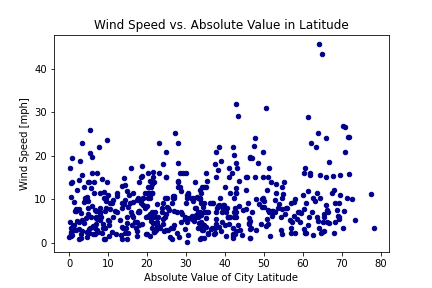 Wind Speed vs. Absolute Value in Latitude
40
30
20
10
0
Wind Speed [mph]
0 10 20 30 40 50 60 70 80
Absolute Value of City Latitude